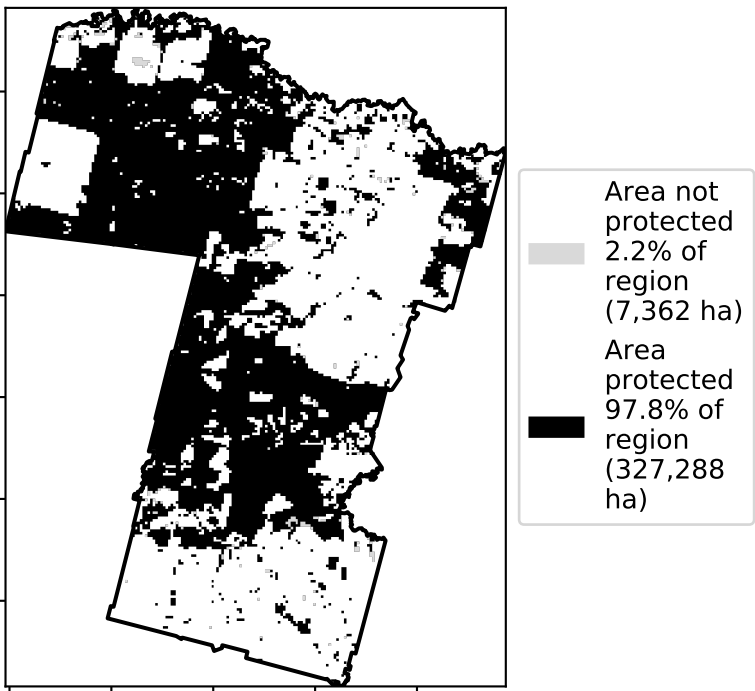 Area not
protected
2.2% of
region
(7,362 ha)
Area
protected
97.8% of
region
(327,288
ha)